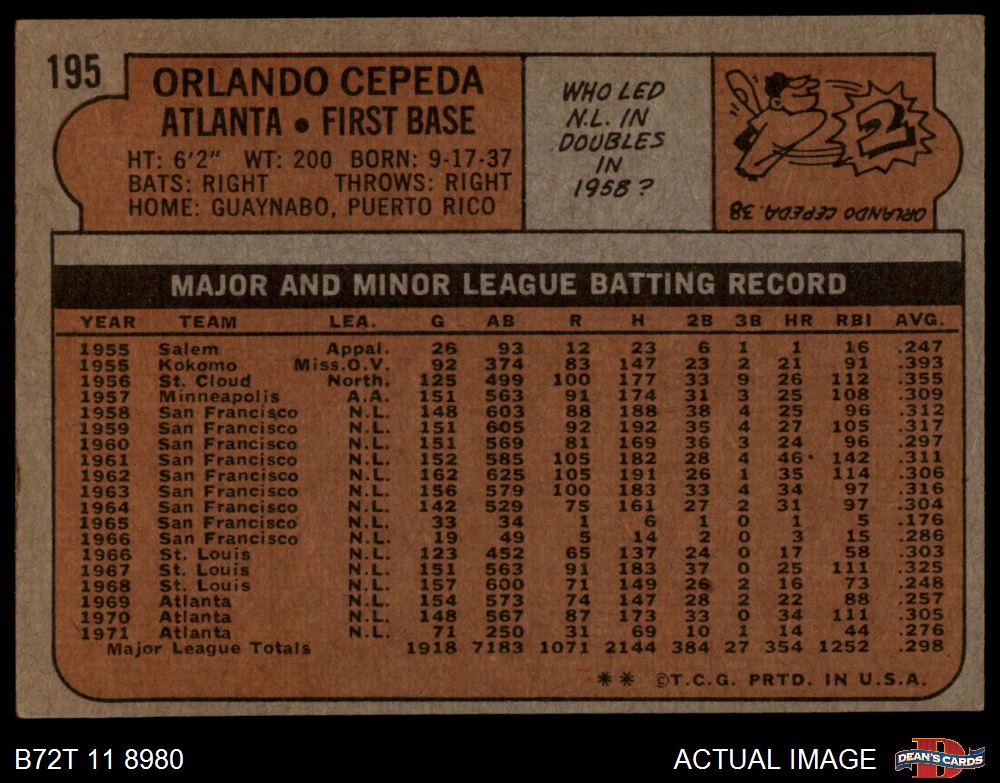 195
ORLANDO CEPEDA
ATLANTA • FIRST BASE
HT: 6'2" WT: 200 BORN: 9-17-37
BATS: RIGHT THROWS: RIGHT
HOME: GUAYNABO, PUERTO RICO
WHO LED
N.L. IN
DOUBLES
IN
1958?
2
ORLANDO CEPEDA. 38
MAJOR AND MINOR LEAGUE BATTING RECORD
YEAR TEAM LEA. G AB R H 2B 3B HR RBI AVG.
1955 Salem Appal. 26 93 12 23 6 1 1 16 .247
1955 Kokomo Miss.O.V. 92 374 83 147 23 2 21 91 .393
1956 St. Cloud North. 125 499 100 177 33 9 26 112 .355
1957 Minneapolis A.A. 151 563 91 174 31 3 25 108 .309
1958 San Francisco N.L. 148 603 88 188 38 4 25 96 .312
1959 San Francisco N.L. 151 605 92 192 35 4 27 105 .317
1960 San Francisco N.L. 151 569 81 169 36 3 24 96 .297
1961 San Francisco N.L. 152 585 105 182 28 4 46 142 .311
1962 San Francisco N.L. 162 625 105 191 26 1 35 114 .306
1963 San Francisco N.L. 156 579 100 183 33 4 34 97 .316
1964 San Francisco N.L. 142 529 75 161 27 2 31 97 .304
1965 San Francisco N.L. 33 34 1 6 1 0 1 5 .176
1966 San Francisco N.L. 19 49 5 14 2 0 3 15 .286
1966 St. Louis N.L. 123 452 65 137 24 0 17 58 .303
1967 St. Louis N.L. 151 563 91 183 37 0 25 111 .325
1968 St. Louis N.L. 157 600 71 149 26 2 16 73 .248
1969 Atlanta N.L. 154 573 74 147 28 2 22 88 .257
1970 Atlanta N.L. 148 567 87 173 33 0 34 111 .305
1971 Atlanta N.L. 71 250 31 69 10 1 14 44 .276
Major League Totals 1918 7183 1071 2144 384 27 354 1252 .298
** ©T.C.G. PRTD. IN U.S.A.
B72T 11 8980
ACTUAL IMAGE
D
DEAN'S CARDS